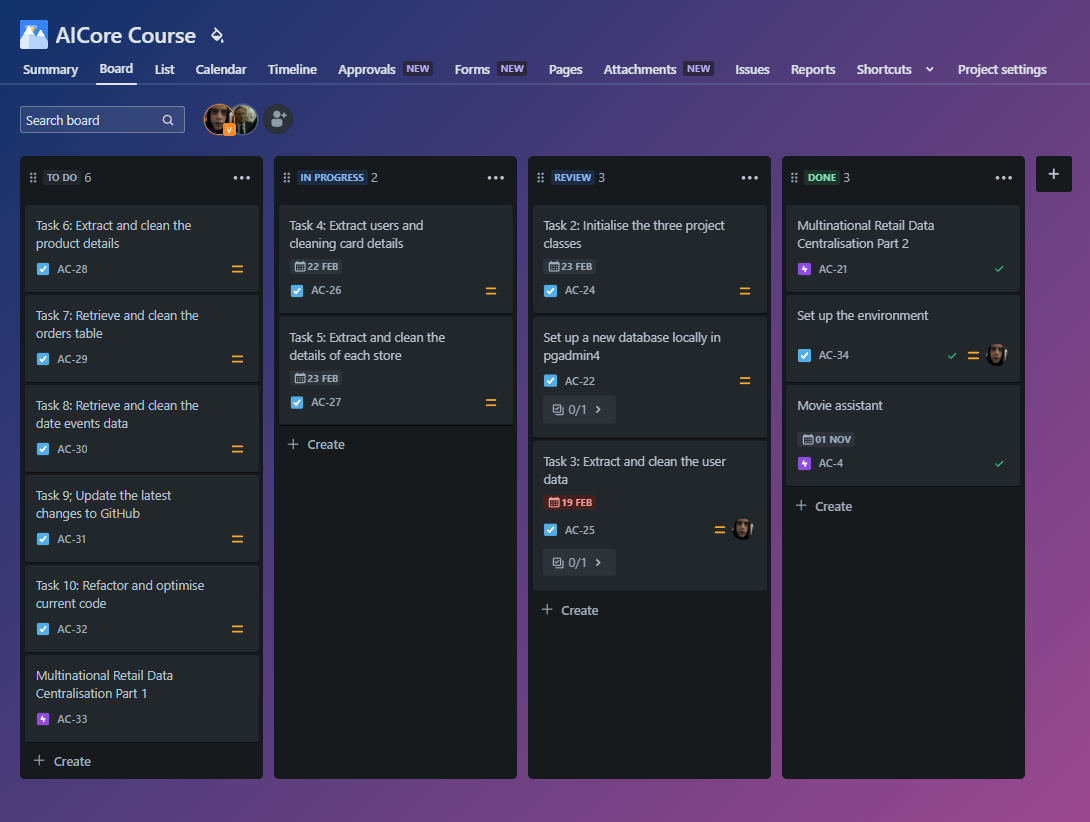 AICore Course
Summary Board List Calendar Timeline Approvals NEW Forms NEW Pages Attachments NEW Issues Reports Shortcuts Project settings
Search board
V
TO DO 6
Task 6: Extract and clean the
product details
AC-28
Task 7: Retrieve and clean the
orders table
AC-29
Task 8: Retrieve and clean the
date events data
AC-30
Task 9; Update the latest
changes to GitHub
AC-31
Task 10: Refactor and optimise
current code
AC-32
Multinational Retail Data
Centralisation Part 1
AC-33
+ Create
IN PROGRESS 2
Task 4: Extract users and
cleaning card details
22 FEB
AC-26
Task 5: Extract and clean the
details of each store
23 FEB
AC-27
+ Create
REVIEW 3
Task 2: Initialise the three project
classes
23 FEB
AC-24
Set up a new database locally in
pgadmin4
AC-22
0/1
Task 3: Extract and clean the user
data
19 FEB
AC-25
0/1
+ Create
DONE 3
Multinational Retail Data
Centralisation Part 2
AC-21
Set up the environment
AC-34
Movie assistant
01 NOV
AC-4
+ Create
+